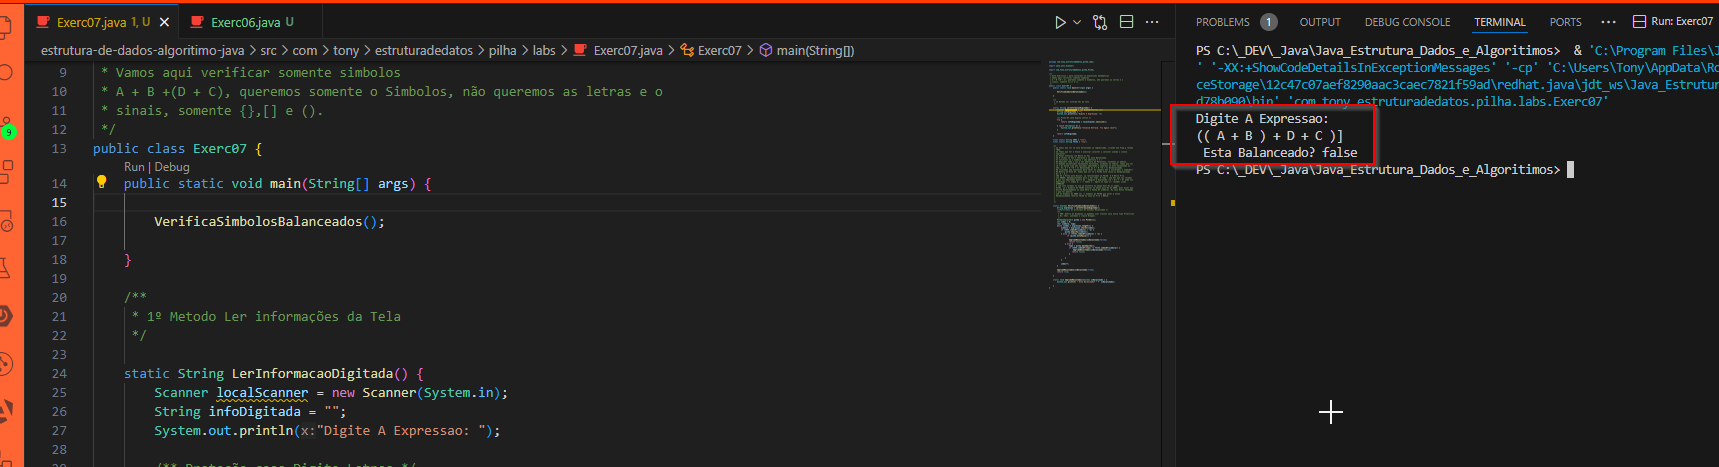 Exerc07.java 1, U
Exerc06.java U
estrutura-de-dados-algoritimo-java > src > com > tony > estruturadedatos > pilha > labs > Exerc07.java > Exerc07 > main(String[])
9 * Vamos aqui verificar somente simbolos
10 * A + B +(D + C), queremos somente o Simbolos, não queremos as letras e o
11 * sinais, somente {},[] e ().
12 */
13 public class Exerc07 {
Run | Debug
14 public static void main(String[] args) {
15
16 VerificaSimbolosBalanceados();
17
18 }
19
20 /**
21 * 1º Metodo Ler informações da Tela
22 */
23
24 static String LerInformacaoDigitada() {
25 Scanner localScanner = new Scanner(System.in);
26 String infoDigitada = "";
27 System.out.println(x:"Digite A Expressao: ");
28
9
PROBLEMS 1 OUTPUT DEBUG CONSOLE TERMINAL PORTS ··· Run: Exerc07
PS C:\_DEV\_Java\Java_Estrutura_Dados_e_Algoritimos> & 'C:\Program Files\J
' '-XX:+ShowCodeDetailsInExceptionMessages' '-cp' 'C:\Users\Tony\AppData\Ro
ceStorage\12c47c07aef8290aac3caec7821f59ad\redhat.java\jdt_ws\Java_Estrutur
d78b090\bin' 'com.tony.estruturadedatos.pilha.labs.Exerc07'
Digite A Expressao:
(( A + B ) + D + C )]
Esta Balanceado? false
PS C:\_DEV\_Java\Java_Estrutura_Dados_e_Algoritimos>